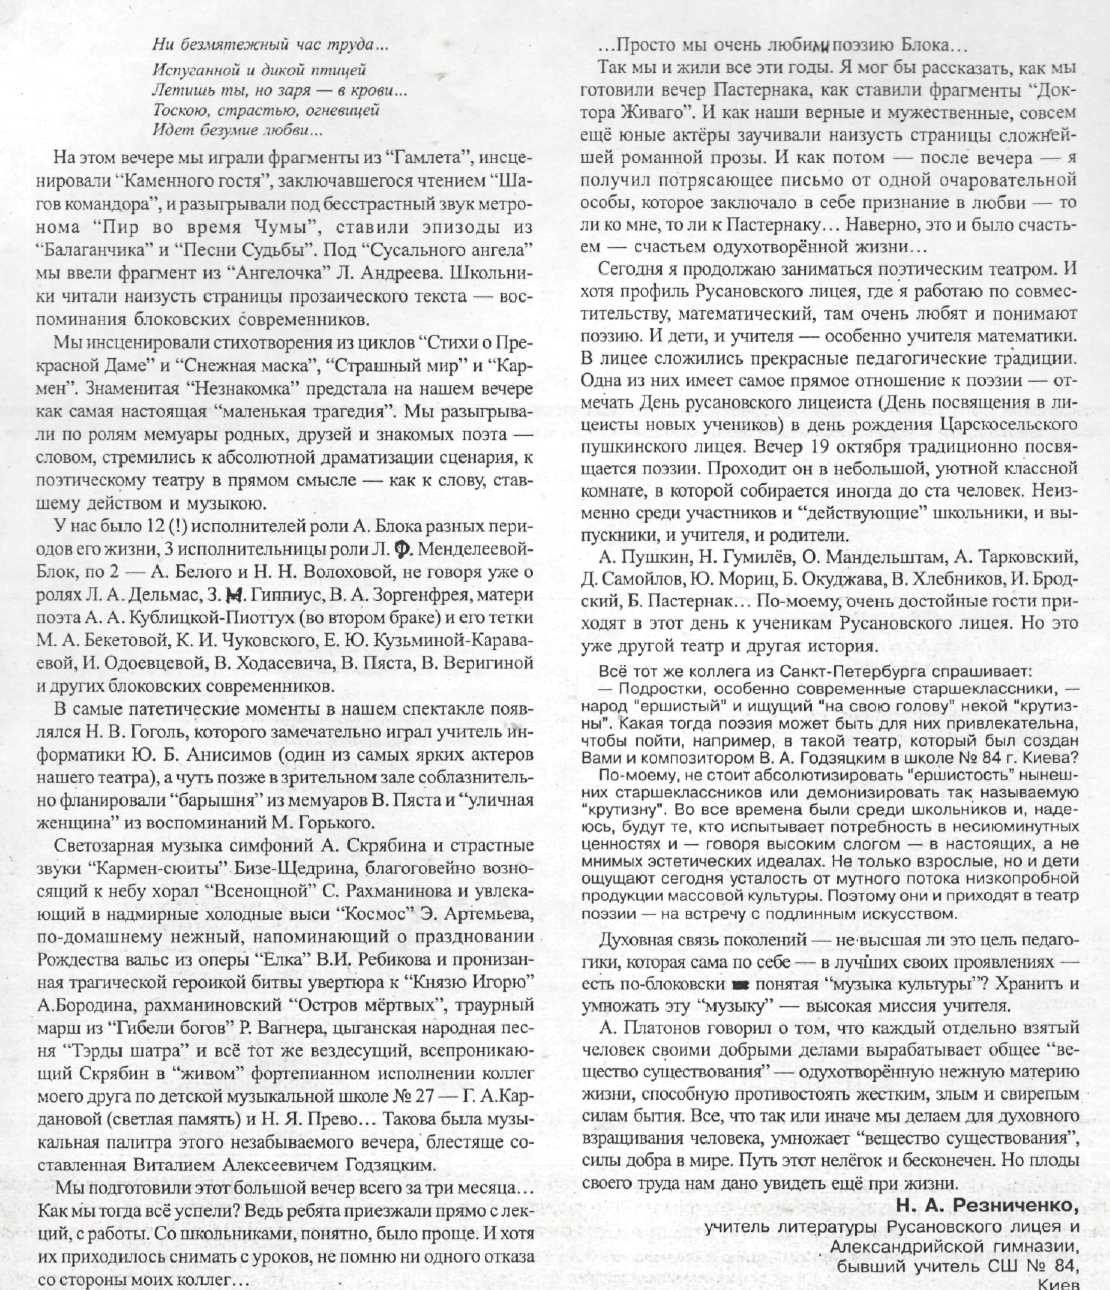 Ни безмятежный час труда...
Испуганной и дикой птицей
Летишь ты, но заря — в крови...
Тоскою, страстью, огневицей
Идет безумие любви...
На этом вечере мы играли фрагменты из “Гамлета”, инсце-
нировали “Каменного гостя”, заключавшегося чтением “Ша-
гов командора”, и разыгрывали под бесстрастный звук метро-
нома “Пир во время Чумы”, ставили эпизоды из
“Балаганчика” и “Песни Судьбы”. Под “Сусального ангела”
мы ввели фрагмент из “Ангелочка” Л. Андреева. Школьни-
ки читали наизусть страницы прозаического текста — вос-
поминания блоковских современников.
Мы инсценировали стихотворения из циклов “Стихи о Пре-
красной Даме” и “Снежная маска”, “Страшный мир” и “Кар-
мен”. Знаменитая “Незнакомка” предстала на нашем вечере
как самая настоящая “маленькая трагедия”. Мы разыгрыва-
ли по ролям мемуары родных, друзей и знакомых поэта —
словом, стремились к абсолютной драматизации сценария, к
поэтическому театру в прямом смысле — как к слову, став-
шему действом и музыкою.
У нас было 12 (!) исполнителей роли А. Блока разных пери-
одов его жизни, 3 исполнительницы роли Л. Ф. Менделеевой-
Блок, по 2 — А. Белого и Н. Н. Волоховой, не говоря уже о
ролях Л. А. Дельмас, З. М. Гиппиус, В. А. Зоргенфрея, матери
поэта А. А. Кублицкой-Пиоттух (во втором браке) и его тетки
М. А. Бекетовой, К. И. Чуковского, Е. Ю. Кузьминой-Карава-
евой, И. Одоевцевой, В. Ходасевича, В. Пяста, В. Веригиной
и других блоковских современников.
В самые патетические моменты в нашем спектакле появ-
лялся Н. В. Гоголь, которого замечательно играл учитель ин-
форматики Ю. Б. Анисимов (один из самых ярких актеров
нашего театра), а чуть позже в зрительном зале соблазнитель-
но фланировали “барышня” из мемуаров В. Пяста и “уличная
женщина” из воспоминаний М. Горького.
Светозарная музыка симфоний А. Скрябина и страстные
звуки “Кармен-сюиты” Бизе-Щедрина, благоговейно возно-
сящий к небу хорал “Всенощной” С. Рахманинова и увлека-
ющий в надмирные холодные выси “Космос” Э. Артемьева,
по-домашнему нежный, напоминающий о праздновании
Рождества вальс из оперы “Елка” В.И. Ребикова и пронизан-
ная трагической героикой битвы увертюра к “Князю Игорю”
А.Бородина, рахманиновский “Остров мёртвых”, траурный
марш из “Гибели богов” Р. Вагнера, цыганская народная пес-
ня “Тэрды шатра” и всё тот же вездесущий, всепроникаю-
щий Скрябин в “живом” фортепианном исполнении коллег
моего друга по детской музыкальной школе № 27 — Г. А.Кар-
дановой (светлая память) и Н. Я. Прево... Такова была музы-
кальная палитра этого незабываемого вечера, блестяще со-
ставленная Виталием Алексеевичем Годзяцким.
Мы подготовили этот большой вечер всего за три месяца...
Как мы тогда всё успели? Ведь ребята приезжали прямо с лек-
ций, с работы. Со школьниками, понятно, было проще. И хотя
их приходилось снимать с уроков, не помню ни одного отказа
со стороны моих коллег...
...Просто мы очень любили поэзию Блока...
Так мы и жили все эти годы. Я мог бы рассказать, как мы
готовили вечер Пастернака, как ставили фрагменты “Док-
тора Живаго”. И как наши верные и мужественные, совсем
ещё юные актёры заучивали наизусть страницы сложней-
шей романной прозы. И как потом — после вечера — я
получил потрясающее письмо от одной очаровательной
особы, которое заключало в себе признание в любви — то
ли ко мне, то ли к Пастернаку... Наверно, это и было счасть-
ем — счастьем одухотворённой жизни...
Сегодня я продолжаю заниматься поэтическим театром. И
хотя профиль Русановского лицея, где я работаю по совмес-
тительству, математический, там очень любят и понимают
поэзию. И дети, и учителя — особенно учителя математики.
В лицее сложились прекрасные педагогические традиции.
Одна из них имеет самое прямое отношение к поэзии — от-
мечать День русановского лицеиста (День посвящения в ли-
цеисты новых учеников) в день рождения Царскосельского
пушкинского лицея. Вечер 19 октября традиционно посвя-
щается поэзии. Проходит он в небольшой, уютной классной
комнате, в которой собирается иногда до ста человек. Неиз-
менно среди участников и “действующие” школьники, и вы-
пускники, и учителя, и родители.
А. Пушкин, Н. Гумилёв, О. Мандельштам, А. Тарковский,
Д. Самойлов, Ю. Мориц, Б. Окуджава, В. Хлебников, И. Брод-
ский, Б. Пастернак... По-моему, очень достойные гости при-
ходят в этот день к ученикам Русановского лицея. Но это
уже другой театр и другая история.
Всё тот же коллега из Санкт-Петербурга спрашивает:
— Подростки, особенно современные старшеклассники, —
народ "ершистый" и ищущий "на свою голову" некой "крутиз-
ны". Какая тогда поэзия может быть для них привлекательна,
чтобы пойти, например, в такой театр, который был создан
Вами и композитором В. А. Годзяцким в школе № 84 г. Киева?
По-моему, не стоит абсолютизировать "ершистость" нынеш-
них старшеклассников или демонизировать так называемую
"крутизну". Во все времена были среди школьников и, наде-
юсь, будут те, кто испытывает потребность в несиюминутных
ценностях и — говоря высоким слогом — в настоящих, а не
мнимых эстетических идеалах. Не только взрослые, но и дети
ощущают сегодня усталость от мутного потока низкопробной
продукции массовой культуры. Поэтому они и приходят в театр
поэзии — на встречу с подлинным искусством.
Духовная связь поколений — не высшая ли это цель педаго-
гики, которая сама по себе — в лучших своих проявлениях —
есть по-блоковски понятая “музыка культуры”? Хранить и
умножать эту “музыку” — высокая миссия учителя.
А. Платонов говорил о том, что каждый отдельно взятый
человек своими добрыми делами вырабатывает общее “ве-
щество существования” — одухотворённую нежную материю
жизни, способную противостоять жестким, злым и свирепым
силам бытия. Все, что так или иначе мы делаем для духовного
взращивания человека, умножает “вещество существования”,
силы добра в мире. Путь этот нелёгок и бесконечен. Но плоды
своего труда нам дано увидеть ещё при жизни.
Н. А. Резниченко,
учитель литературы Русановского лицея и
Александрийской гимназии,
бывший учитель СШ № 84,
Киев